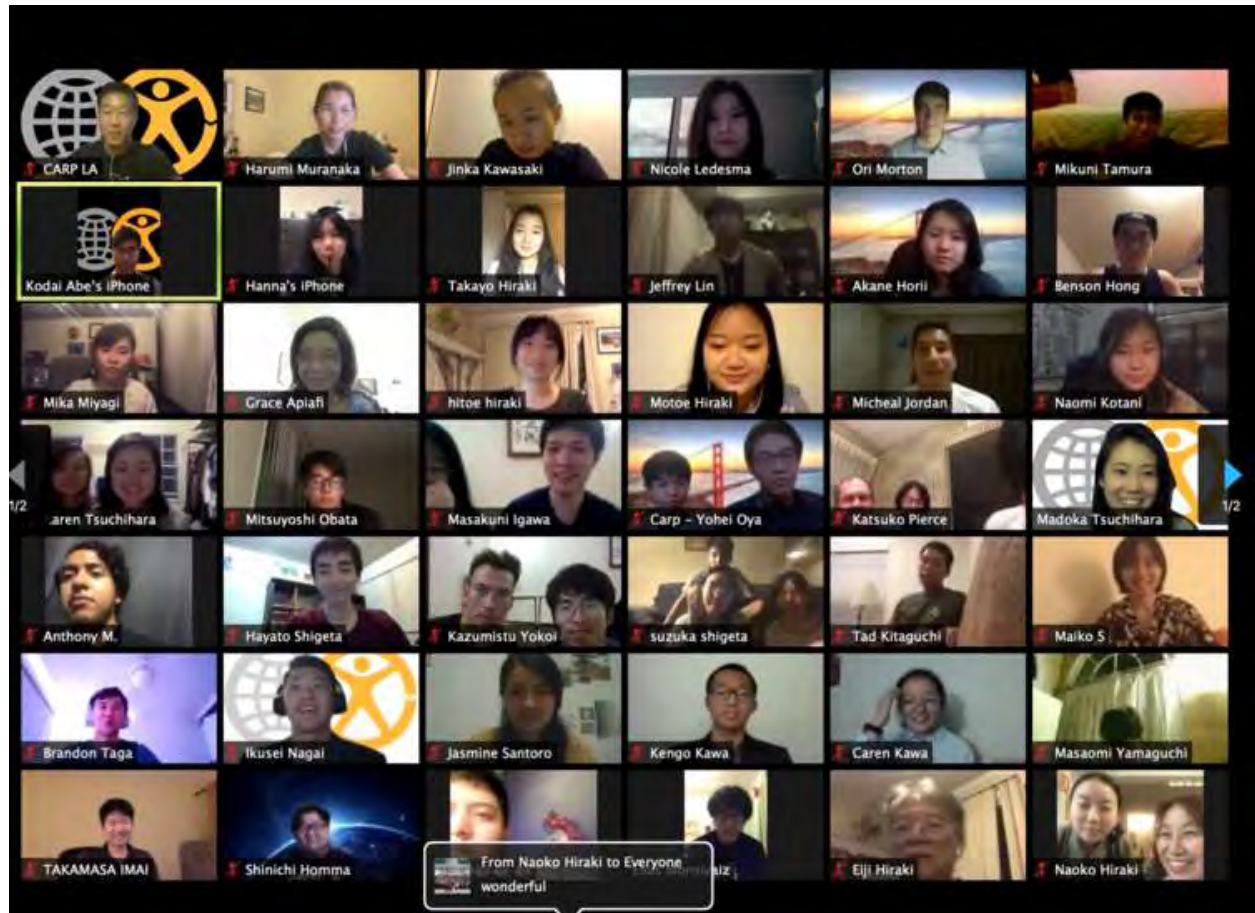 CARP LA
Harumi Muranaka
Jinka Kawasaki
Nicole Ledesma
Ori Morton
Mikuni Tamura
Kodai Abe's iPhone
Hanna's iPhone
Takayo Hiraki
Jeffrey Lin
Akane Horii
Benson Hong
Mika Miyagi
Grace Apiafi
hitoe hiraki
Motoe Hiraki
Micheal Jordan
Naomi Kotani
1/2
aren Tsuchihara
Mitsuyoshi Obata
Masakuni Igawa
Carp - Yohei Oya
Katsuko Pierce
Madoka Tsuchihara
1/2
Anthony M.
Hayato Shigeta
Kazumistu Yokoi
suzuka shigeta
Tad Kitaguchi
Maiko S
Brandon Taga
Ikusei Nagai
Jasmine Santoro
Kengo Kawa
Caren Kawa
Masaomi Yamaguchi
TAKAMASA IMAI
Shinichi Homma
From Naoko Hiraki to Everyone
wonderful
Eiji Hiraki
Naoko Hiraki